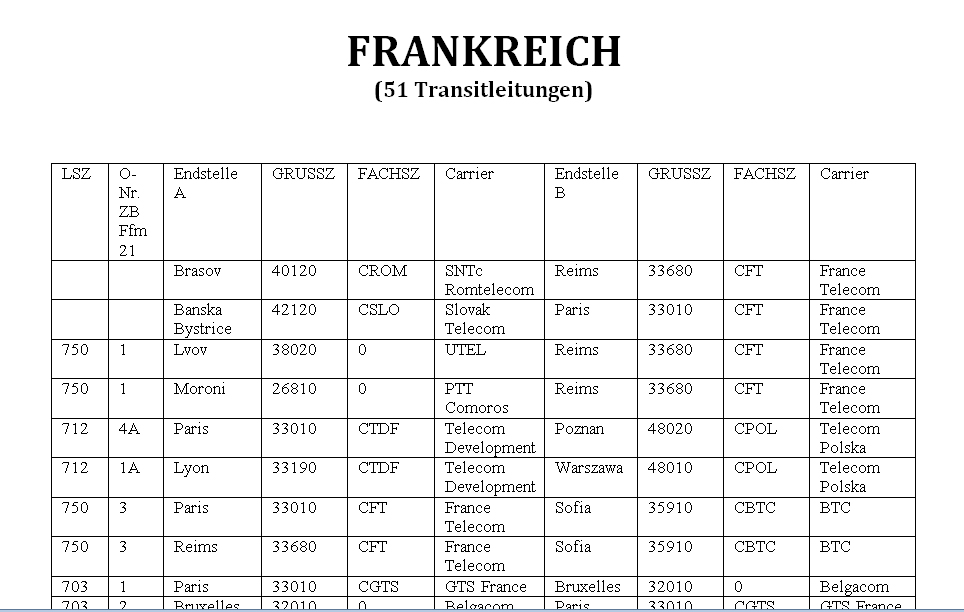 FRANKREICH
(51 Transitleitungen)
LSZ O- Endstelle GRUSSZ FACHSZ Carrier Endstelle GRUSSZ FACHSZ Carrier
Nr. A B
ZB
Ffm
21
Brasov 40120 CROM SNTc Reims 33680 CFT France
Romtelecom Telecom
Banska 42120 CSLO Slovak Paris 33010 CFT France
Bystrice Telecom Telecom
750 1 Lvov 38020 0 UTEL Reims 33680 CFT France
Telecom
750 1 Moroni 26810 0 PTT Reims 33680 CFT France
Comoros Telecom
712 4A Paris 33010 CTDF Telecom Poznan 48020 CPOL Telecom
Development Polska
712 1A Lyon 33190 CTDF Telecom Warszawa 48010 CPOL Telecom
Development Polska
750 3 Paris 33010 CFT France Sofia 35910 CBTC BTC
Telecom
750 3 Reims 33680 CFT France Sofia 35910 CBTC BTC
Telecom
703 1 Paris 33010 CGTS GTS France Bruxelles 32010 0 Belgacom
703 2 Bruxelles 32010 0 Belgacom Paris 33010 CGTS GTS France